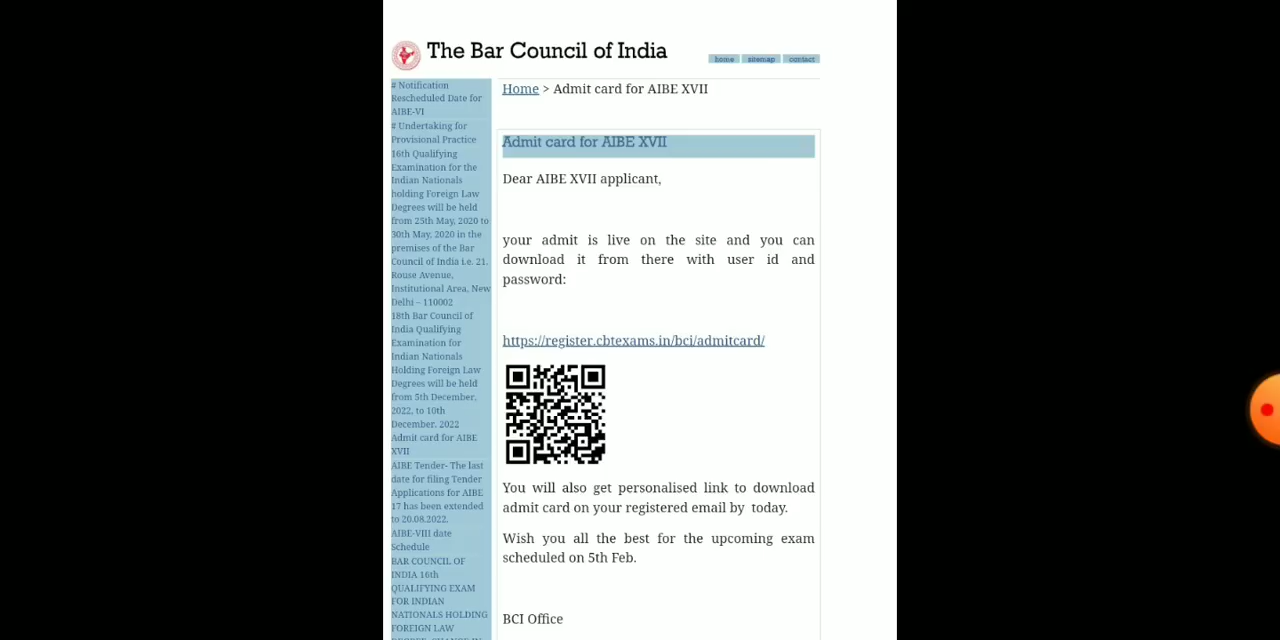 The Bar Council of India
home sitemap contact
# Notification
Rescheduled Date for
AIBE-VI
# Undertaking for
Provisional Practice
16th Qualifying
Examination for the
Indian Nationals
holding Foreign Law
Degrees will be held
from 25th May, 2020 to
30th May, 2020 in the
premises of the Bar
Council of India i.e. 21.
Rouse Avenue,
Institutional Area, New
Delhi – 110002
18th Bar Council of
India Qualifying
Examination for
Indian Nationals
Holding Foreign Law
Degrees will be held
from 5th December,
2022, to 10th
December, 2022
Admit card for AIBE
XVII
AIBE Tender- The last
date for filing Tender
Applications for AIBE
17 has been extended
to 20.08.2022.
AIBE-VIII date
Schedule
BAR COUNCIL OF
INDIA 16th
QUALIFYING EXAM
FOR INDIAN
NATIONALS HOLDING
FOREIGN LAW
Home > Admit card for AIBE XVII
Admit card for AIBE XVII
Dear AIBE XVII applicant,
your admit is live on the site and you can
download it from there with user id and
password:
https://register.cbtexams.in/bci/admitcard/
You will also get personalised link to download
admit card on your registered email by today.
Wish you all the best for the upcoming exam
scheduled on 5th Feb.
BCI Office